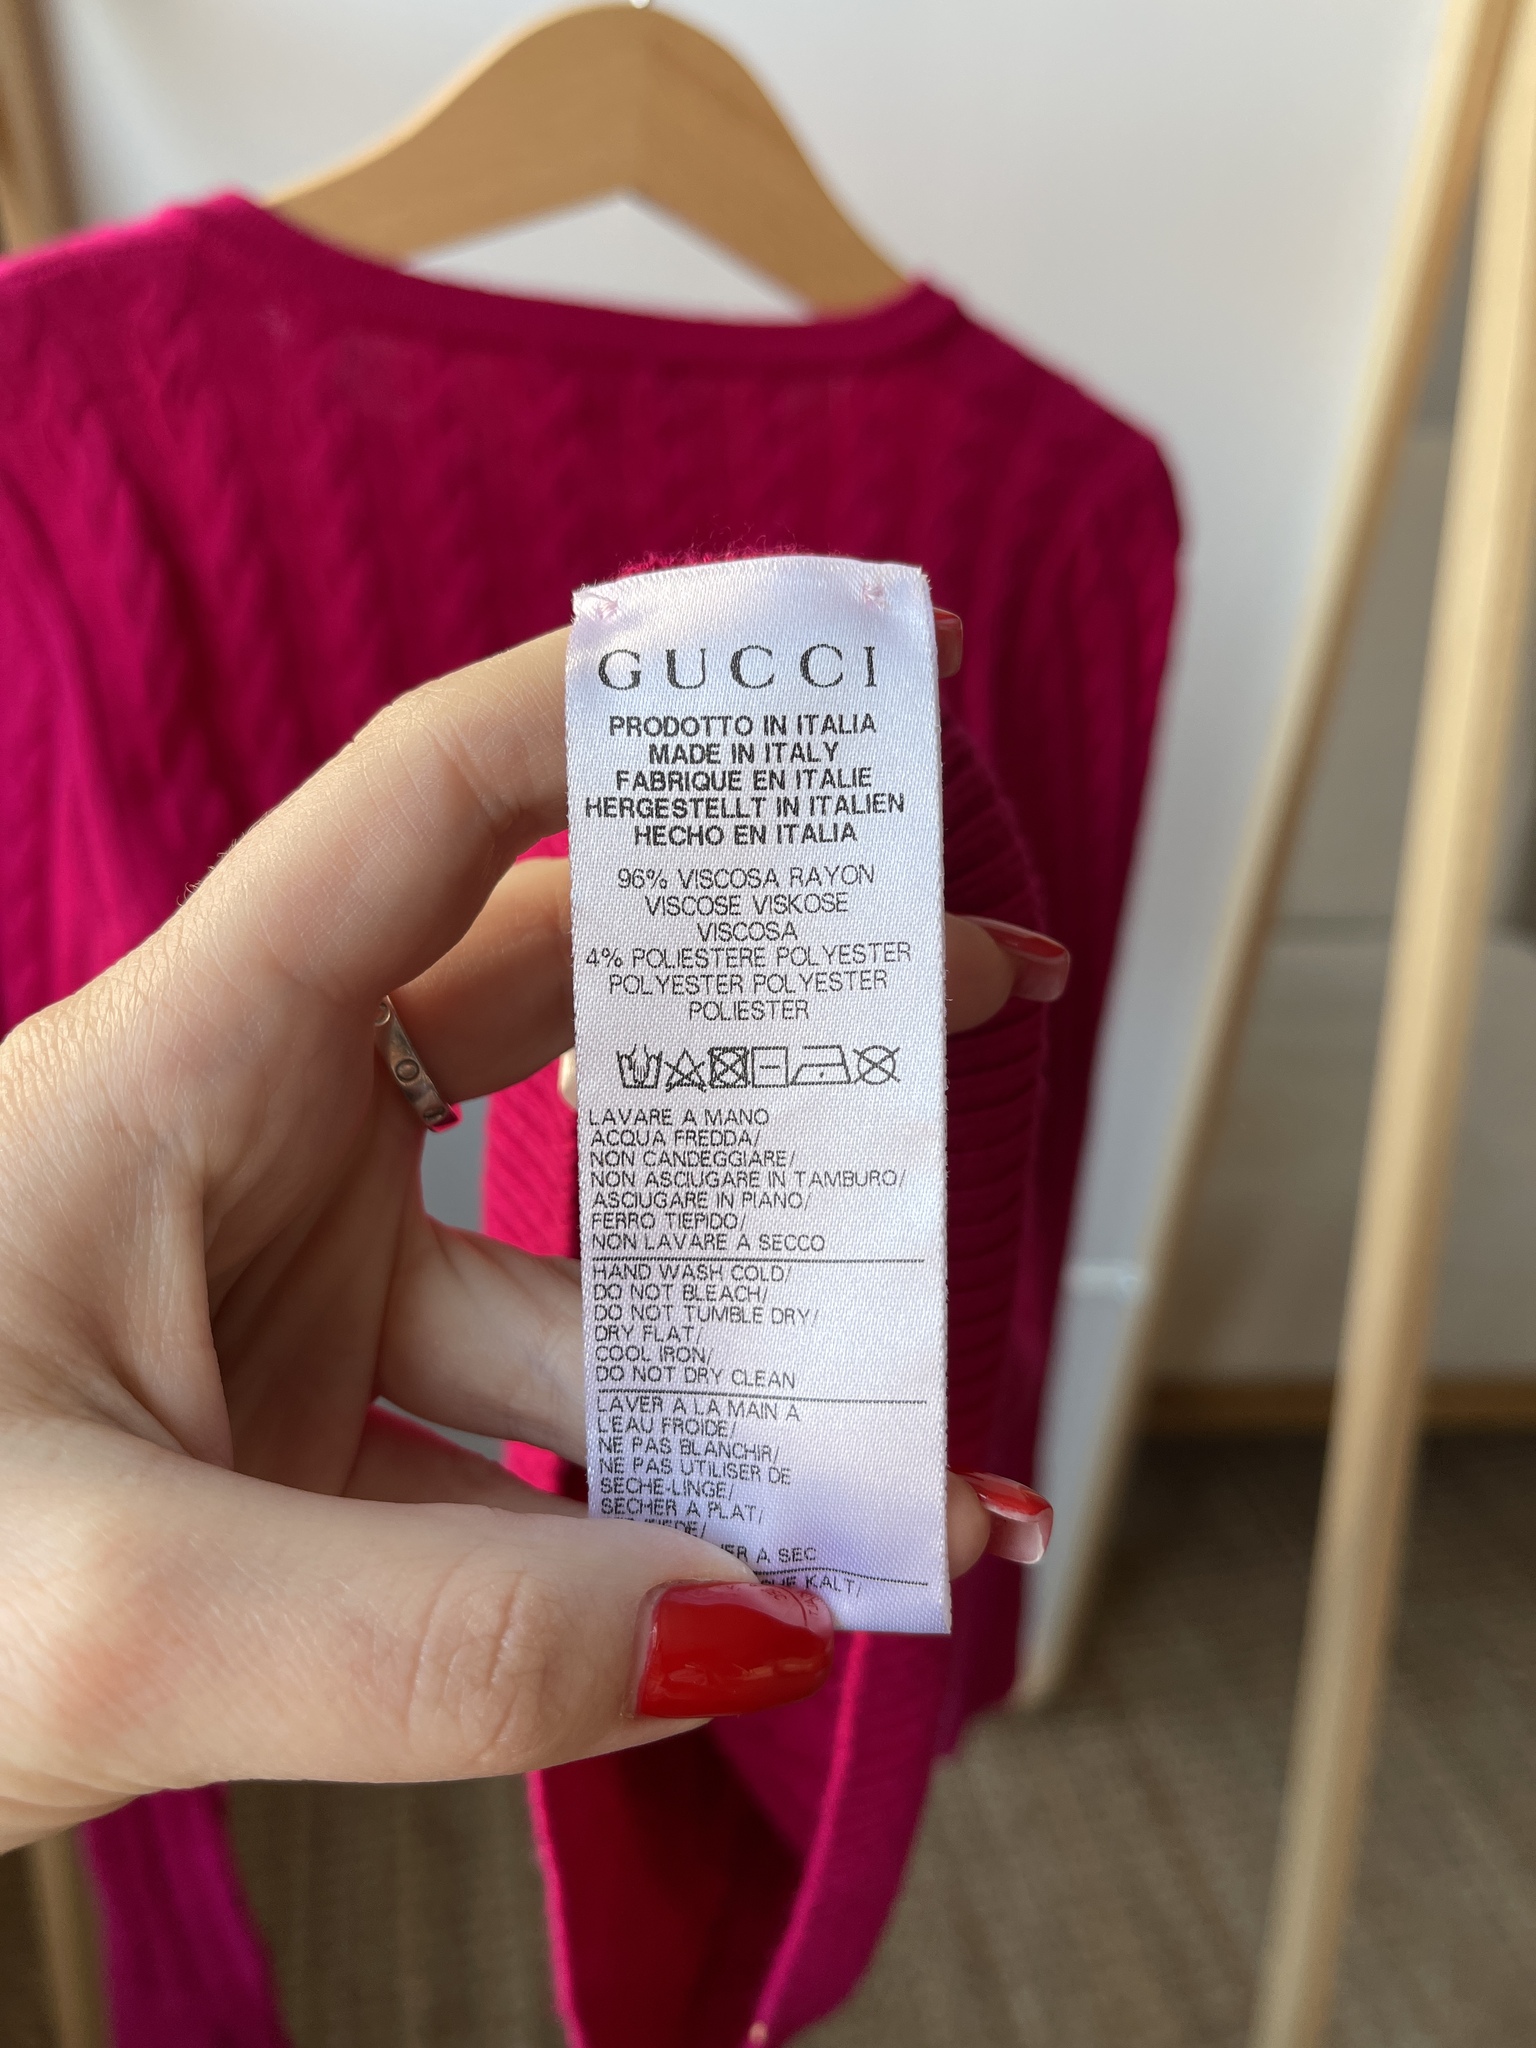 GUCCI
PRODOTTO IN ITALIA
MADE IN ITALY
FABRIQUE EN ITALIE
HERGESTELLT IN ITALIEN
HECHO EN ITALIA
96% VISCOSA RAYON
VISCOSE VISKOSE
VISCOSA
4% POLIESTERE POLYESTER
POLYESTER POLYESTER
POLIESTER
LAVARE A MANO
ACQUA FREDDA/
NON CANDEGGIARE/
NON ASCIUGARE IN TAMBURO/
ASCIUGARE IN PIANO/
FERRO TIEPIDO/
NON LAVARE A SECCO
HAND WASH COLD/
DO NOT BLEACH/
DO NOT TUMBLE DRY/
DRY FLAT/
COOL IRON/
DO NOT DRY CLEAN
LAVER A LA MAIN A
L'EAU FROIDE/
NE PAS BLANCHIR/
NE PAS UTILISER DE
SECHE-LINGE/
SECHER A PLAT/
A SEC
KALT/